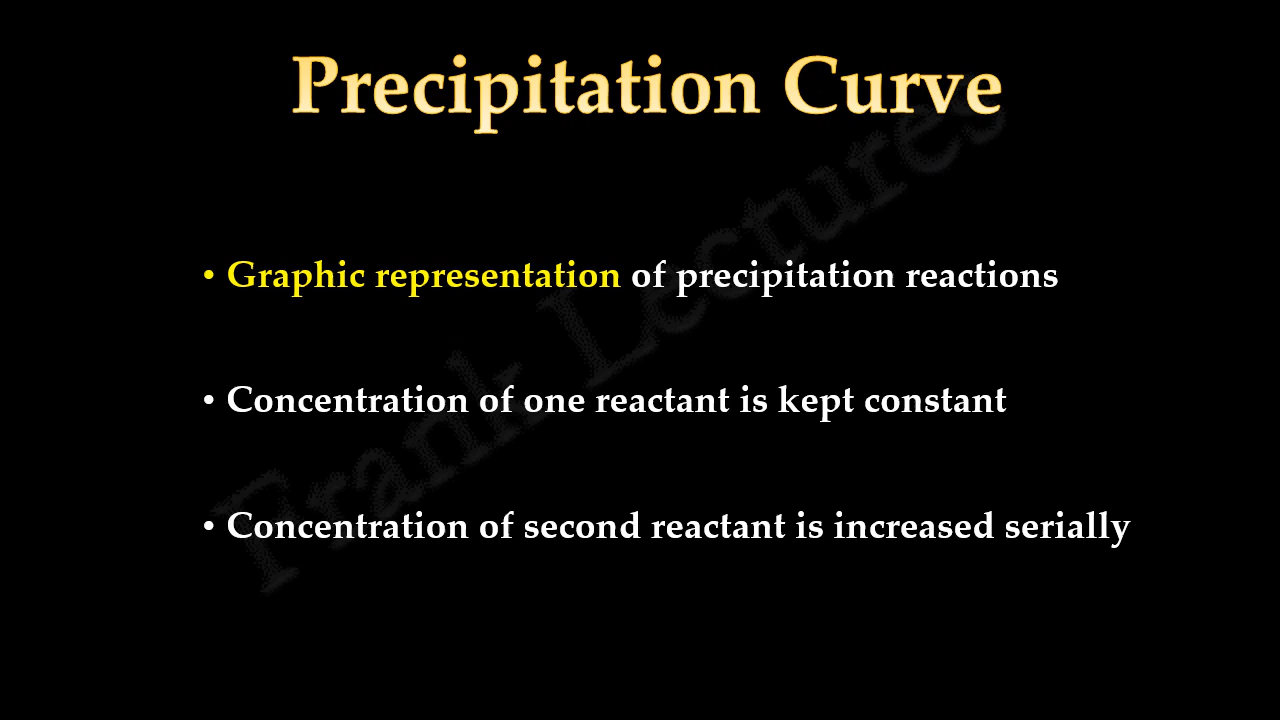 Precipitation Curve
• Graphic representation of precipitation reactions
• Concentration of one reactant is kept constant
• Concentration of second reactant is increased serially
Frank Lectures